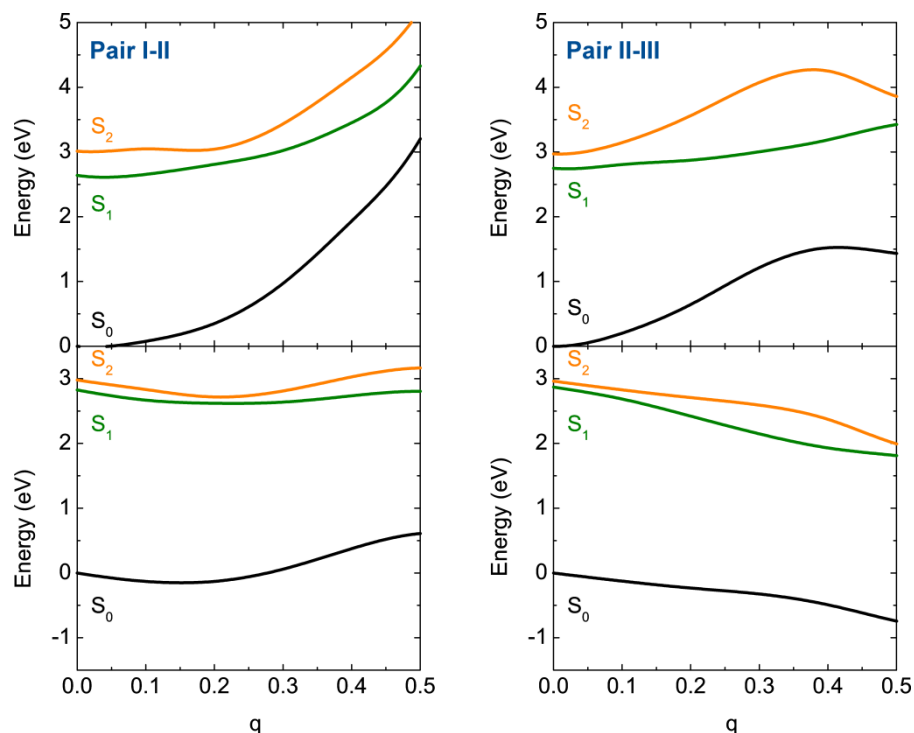 Pair I-II
Energy (eV)
5
4
3
2
1
0
S2
S1
S0
Pair II-III
Energy (eV)
5
4
3
2
1
0
S2
S1
S0
Energy (eV)
3
2
1
0
-1
S2
S1
S0
0.0 0.1 0.2 0.3 0.4 0.5
q
Energy (eV)
3
2
1
0
-1
S2
S1
S0
0.0 0.1 0.2 0.3 0.4 0.5
q